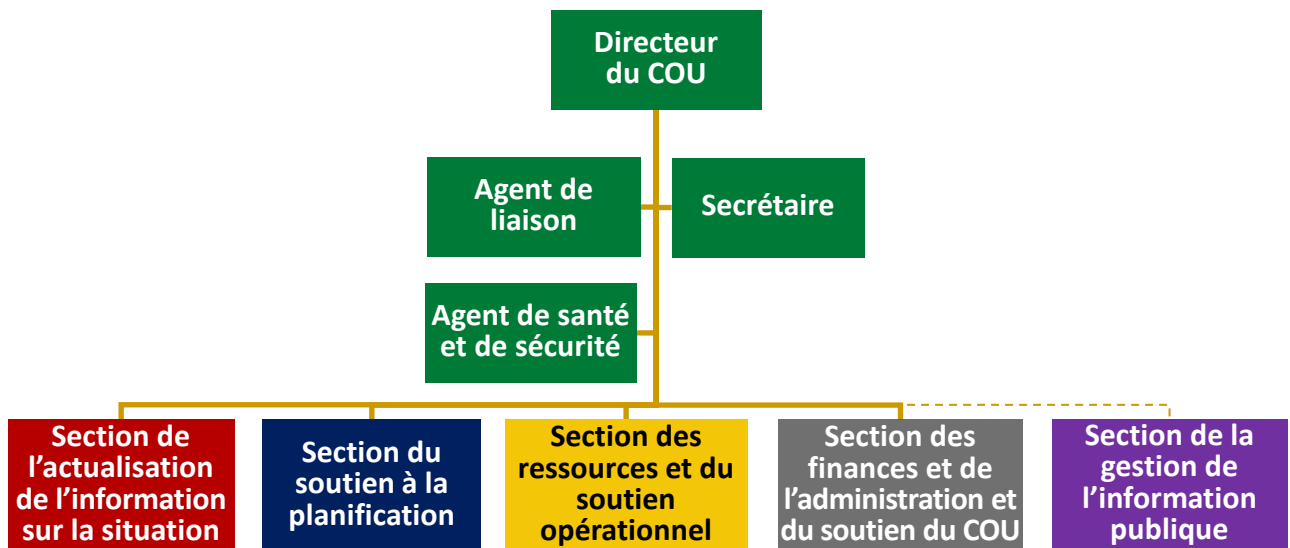 Directeur
du COU
Agent de
liaison
Secrétaire
Agent de santé
et de sécurité
Section de
l’actualisation
de l’information
sur la situation
Section du
soutien à la
planification
Section des
ressources et du
soutien
opérationnel
Section des
finances et de
l’administration et
du soutien du COU
Section de la
gestion de
l’information
publique